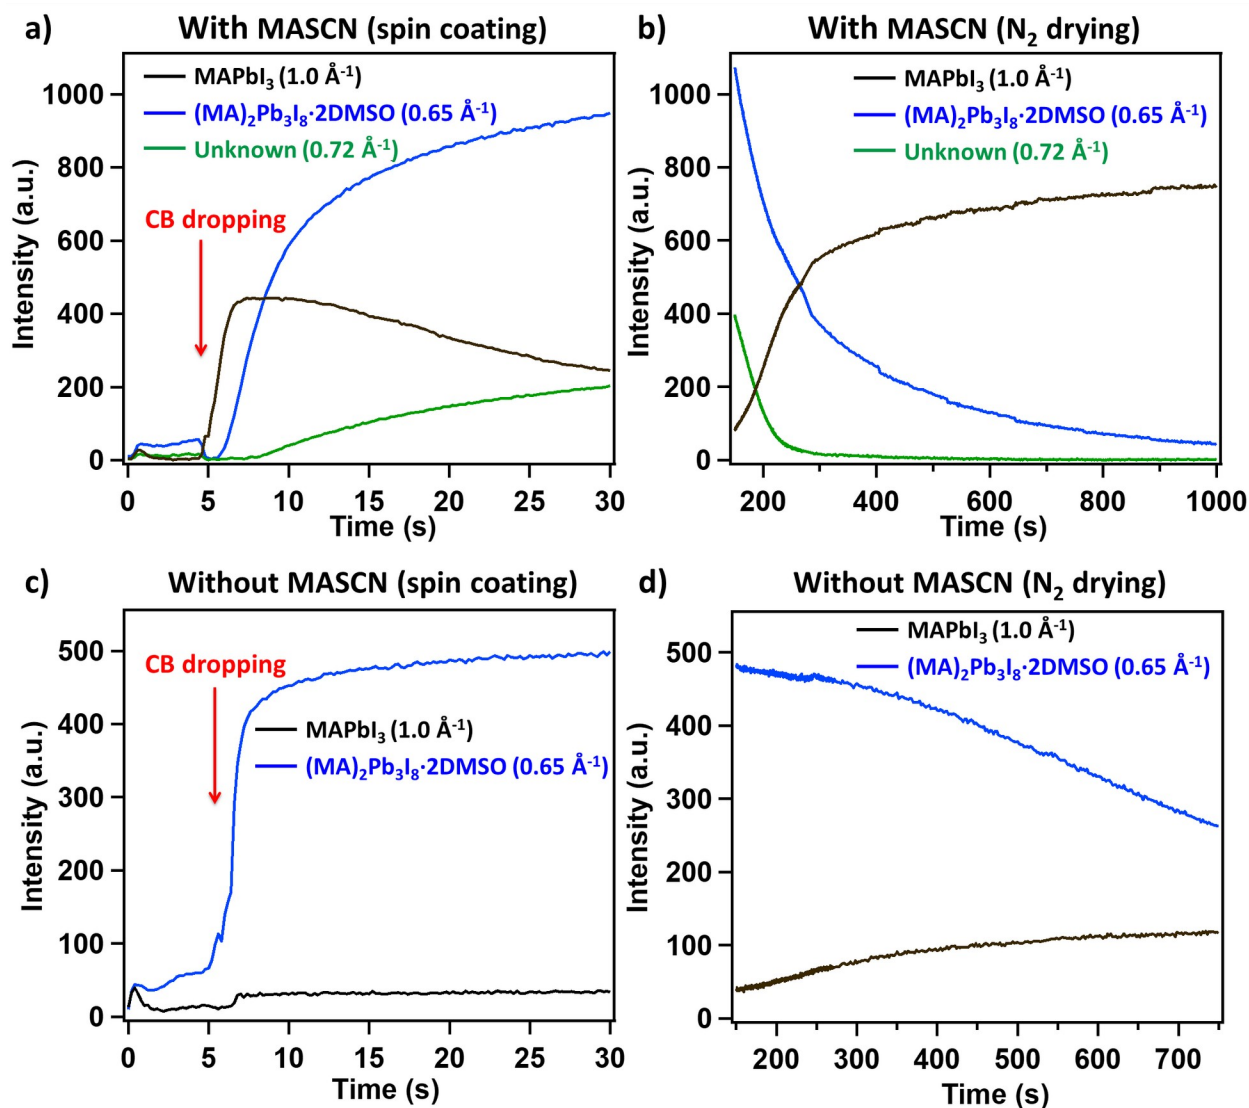 a)
With MASCN (spin coating)
MAPbI₃ (1.0 Å⁻¹)
(MA)₂Pb₃I₈·2DMSO (0.65 Å⁻¹)
Unknown (0.72 Å⁻¹)
CB dropping
Intensity (a.u.)
1000
800
600
400
200
0
0 5 10 15 20 25 30
Time (s)
b)
With MASCN (N₂ drying)
MAPbI₃ (1.0 Å⁻¹)
(MA)₂Pb₃I₈·2DMSO (0.65 Å⁻¹)
Unknown (0.72 Å⁻¹)
Intensity (a.u.)
1000
800
600
400
200
0
200 400 600 800 1000
Time (s)
c)
Without MASCN (spin coating)
CB dropping
MAPbI₃ (1.0 Å⁻¹)
(MA)₂Pb₃I₈·2DMSO (0.65 Å⁻¹)
Intensity (a.u.)
500
400
300
200
100
0
0 5 10 15 20 25 30
Time (s)
d)
Without MASCN (N₂ drying)
MAPbI₃ (1.0 Å⁻¹)
(MA)₂Pb₃I₈·2DMSO (0.65 Å⁻¹)
Intensity (a.u.)
500
400
300
200
100
0
200 300 400 500 600 700
Time (s)